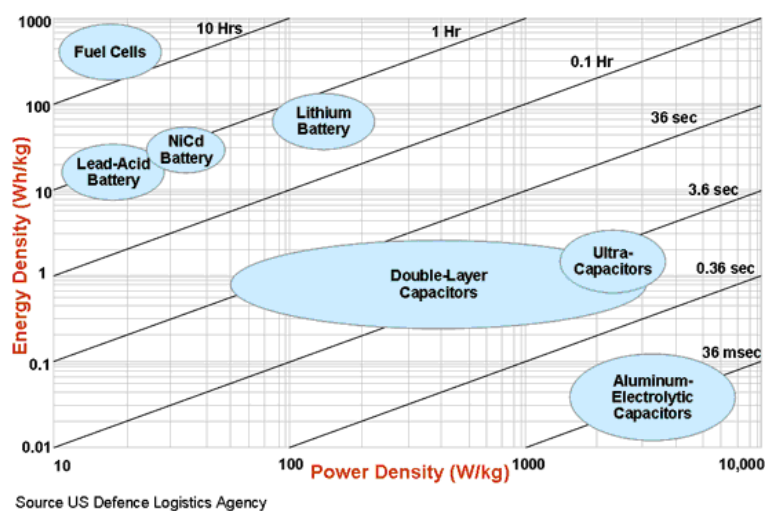 1000
100
10
1
0.1
0.01
Energy Density (Wh/kg)
Fuel Cells
10 Hrs
1 Hr
0.1 Hr
36 sec
3.6 sec
0.36 sec
36 msec
Lead-Acid
Battery
NiCd
Battery
Lithium
Battery
Double-Layer
Capacitors
Ultra-
Capacitors
Aluminum-
Electrolytic
Capacitors
10
100
1000
10,000
Power Density (W/kg)
Source US Defence Logistics Agency